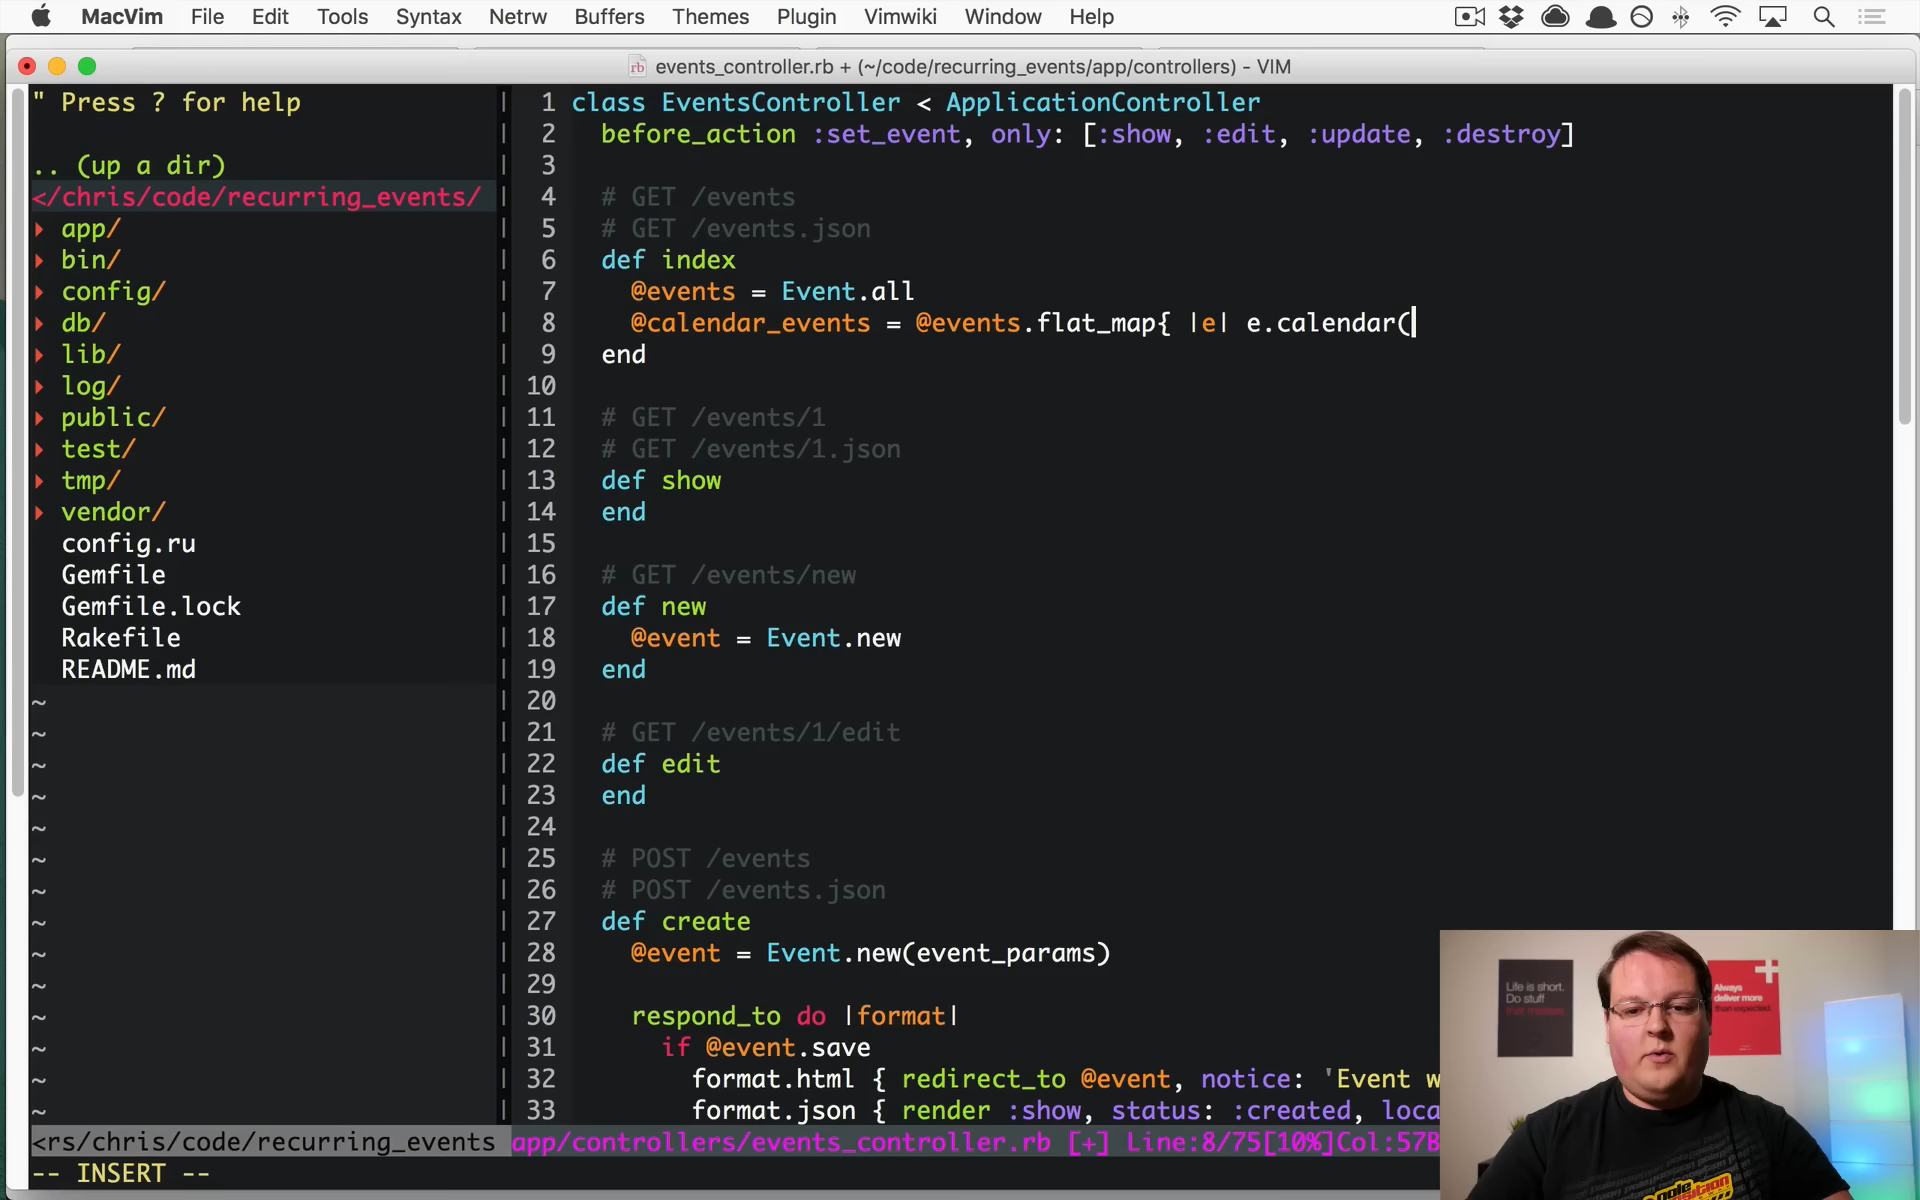 MacVim File Edit Tools Syntax Netrw Buffers Themes Plugin Vimwiki Window Help
events_controller.rb + (~/code/recurring_events/app/controllers) - VIM
" Press ? for help
.. (up a dir)
</chris/code/recurring_events/
app/
bin/
config/
db/
lib/
log/
public/
test/
tmp/
vendor/
config.ru
Gemfile
Gemfile.lock
Rakefile
README.md
~
~
~
~
~
~
~
~
~
~
~
~
~
~
1 class EventsController < ApplicationController
2 before_action :set_event, only: [:show, :edit, :update, :destroy]
3
4 # GET /events
5 # GET /events.json
6 def index
7 @events = Event.all
8 @calendar_events = @events.flat_map{ |e| e.calendar(
9 end
10
11 # GET /events/1
12 # GET /events/1.json
13 def show
14 end
15
16 # GET /events/new
17 def new
18 @event = Event.new
19 end
20
21 # GET /events/1/edit
22 def edit
23 end
24
25 # POST /events
26 # POST /events.json
27 def create
28 @event = Event.new(event_params)
29
30 respond_to do |format|
31 if @event.save
32 format.html { redirect_to @event, notice: 'Event w
33 format.json { render :show, status: :created, loca
<rs/chris/code/recurring_events app/controllers/events_controller.rb [+] Line:8/75[10%]Col:57B
-- INSERT --
Life is short.
Do stuff
that matters.
Always
deliver more
than expected.